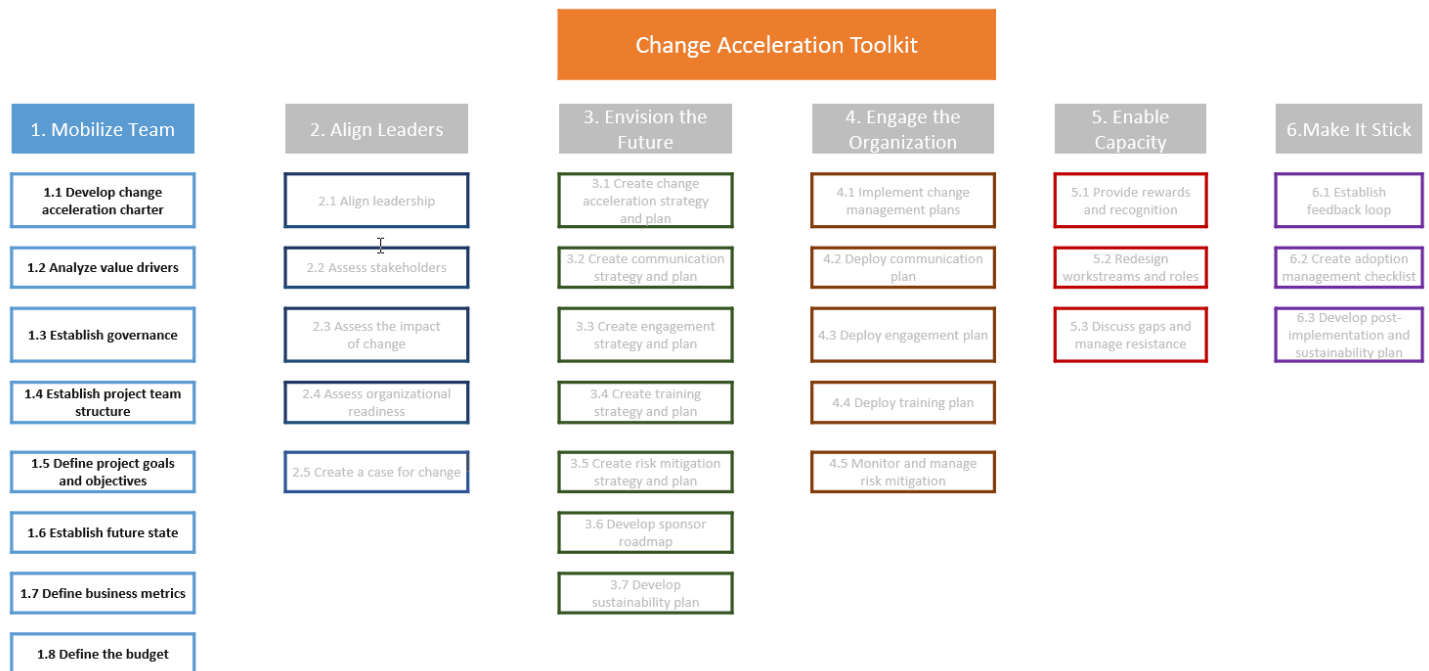 Change Acceleration Toolkit
1. Mobilize Team
1.1 Develop change
acceleration charter
1.2 Analyze value drivers
1.3 Establish governance
1.4 Establish project team
structure
1.5 Define project goals
and objectives
1.6 Establish future state
1.7 Define business metrics
1.8 Define the budget
2. Align Leaders
2.1 Align leadership
2.2 Assess stakeholders
2.3 Assess the impact
of change
2.4 Assess organizational
readiness
2.5 Create a case for change
3. Envision the
Future
3.1 Create change
acceleration strategy
and plan
3.2 Create communication
strategy and plan
3.3 Create engagement
strategy and plan
3.4 Create training
strategy and plan
3.5 Create risk mitigation
strategy and plan
3.6 Develop sponsor
roadmap
3.7 Develop
sustainability plan
4. Engage the
Organization
4.1 Implement change
management plans
4.2 Deploy communication
plan
4.3 Deploy engagement plan
4.4 Deploy training plan
4.5 Monitor and manage
risk mitigation
5. Enable
Capacity
5.1 Provide rewards
and recognition
5.2 Redesign
workstreams and roles
5.3 Discuss gaps and
manage resistance
6.Make It Stick
6.1 Establish
feedback loop
6.2 Create adoption
management checklist
6.3 Develop post-
implementation and
sustainability plan